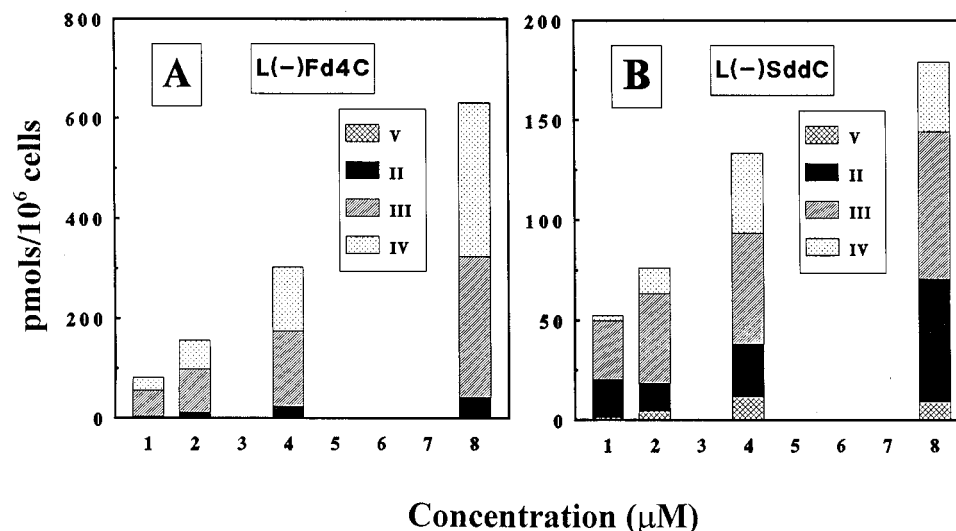 A
L(-)Fd4C
V
II
III
IV
800
600
400
200
0
1 2 3 4 5 6 7 8
B
L(-)SddC
V
II
III
IV
200
150
100
50
0
1 2 3 4 5 6 7 8
pmols/10⁶ cells
Concentration (μM)